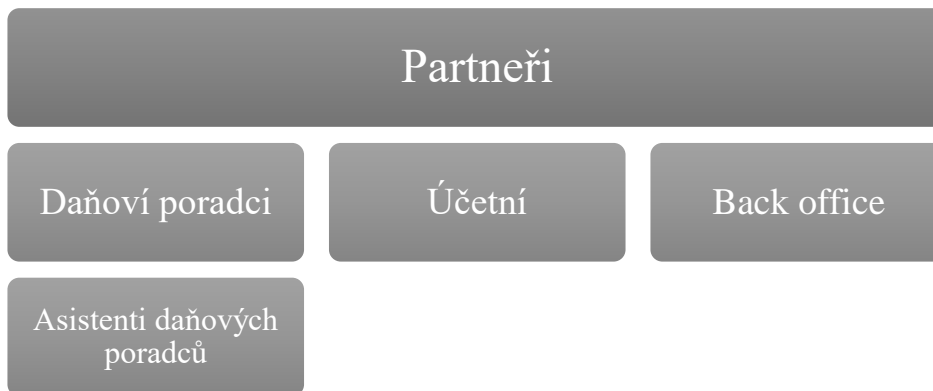 Partneři
Daňoví poradci
Účetní
Back office
Asistenti daňových
poradců